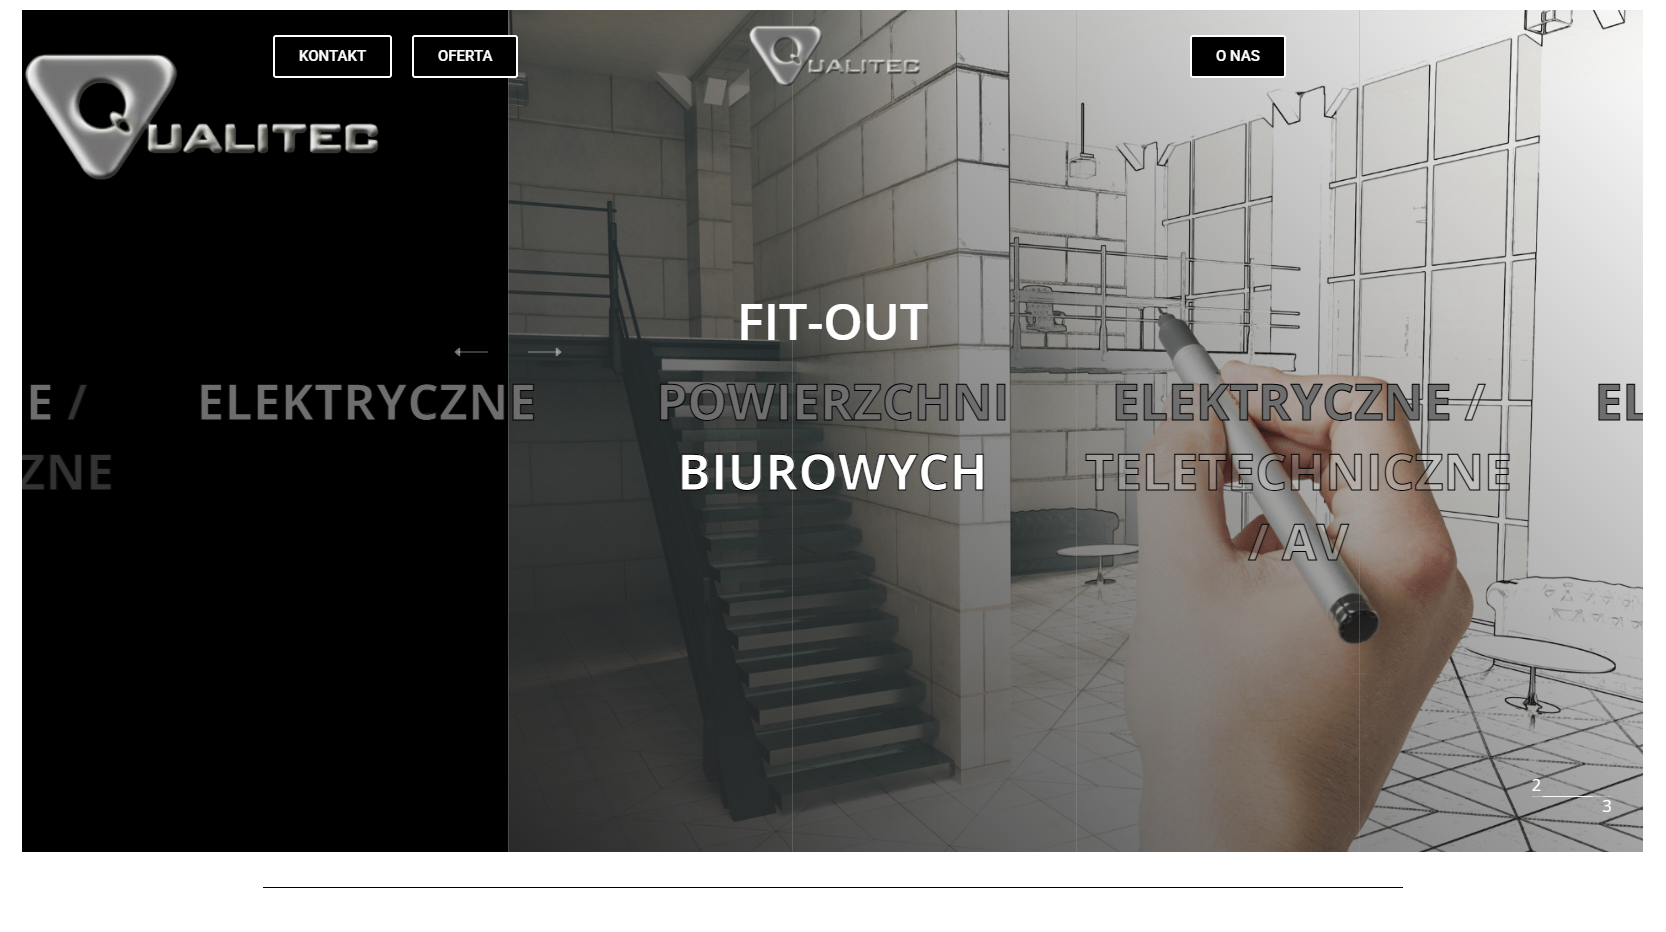 QUALITEC
KONTAKT
OFERTA
QUALITEC
O NAS
E /
ZNE
ELEKTRYCZNE
FIT-OUT
POWIERZCHNI
BIUROWYCH
ELEKTRYCZNE /
TELETECHNICZNE
/ AV
EL
2
3